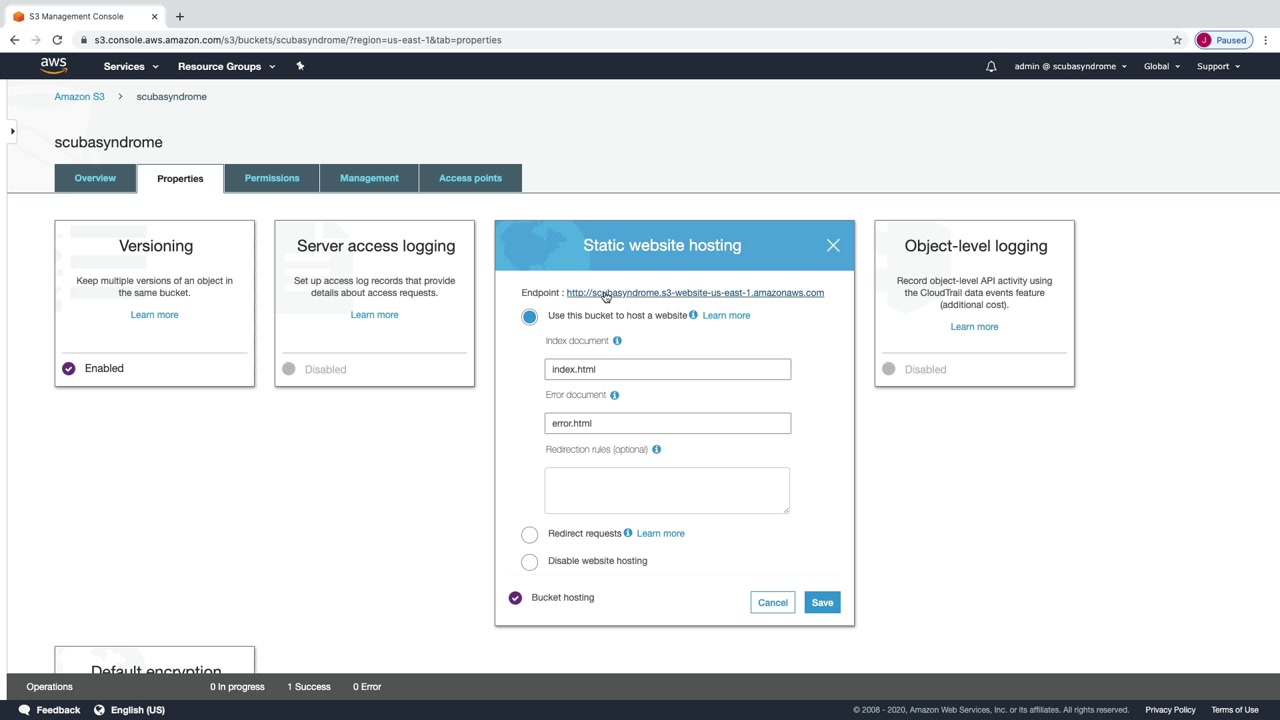 S3 Management Console
s3.console.aws.amazon.com/s3/buckets/scubasyndrome/?region=us-east-1&tab=properties
J Paused
aws Services Resource Groups admin @ scubasyndrome Global Support
Amazon S3 > scubasyndrome
scubasyndrome
Overview Properties Permissions Management Access points
Versioning
Keep multiple versions of an object in
the same bucket.
Learn more
Enabled
Server access logging
Set up access log records that provide
details about access requests.
Learn more
Disabled
Static website hosting
Endpoint : http://scubasyndrome.s3-website-us-east-1.amazonaws.com
Use this bucket to host a website Learn more
Index document
index.html
Error document
error.html
Redirection rules (optional)
Redirect requests Learn more
Disable website hosting
Bucket hosting
Cancel Save
Object-level logging
Record object-level API activity using
the CloudTrail data events feature
(additional cost).
Learn more
Disabled
Default encryption
Operations 0 In progress 1 Success 0 Error
Feedback English (US) © 2008 - 2020, Amazon Web Services, Inc. or its affiliates. All rights reserved. Privacy Policy Terms of Use